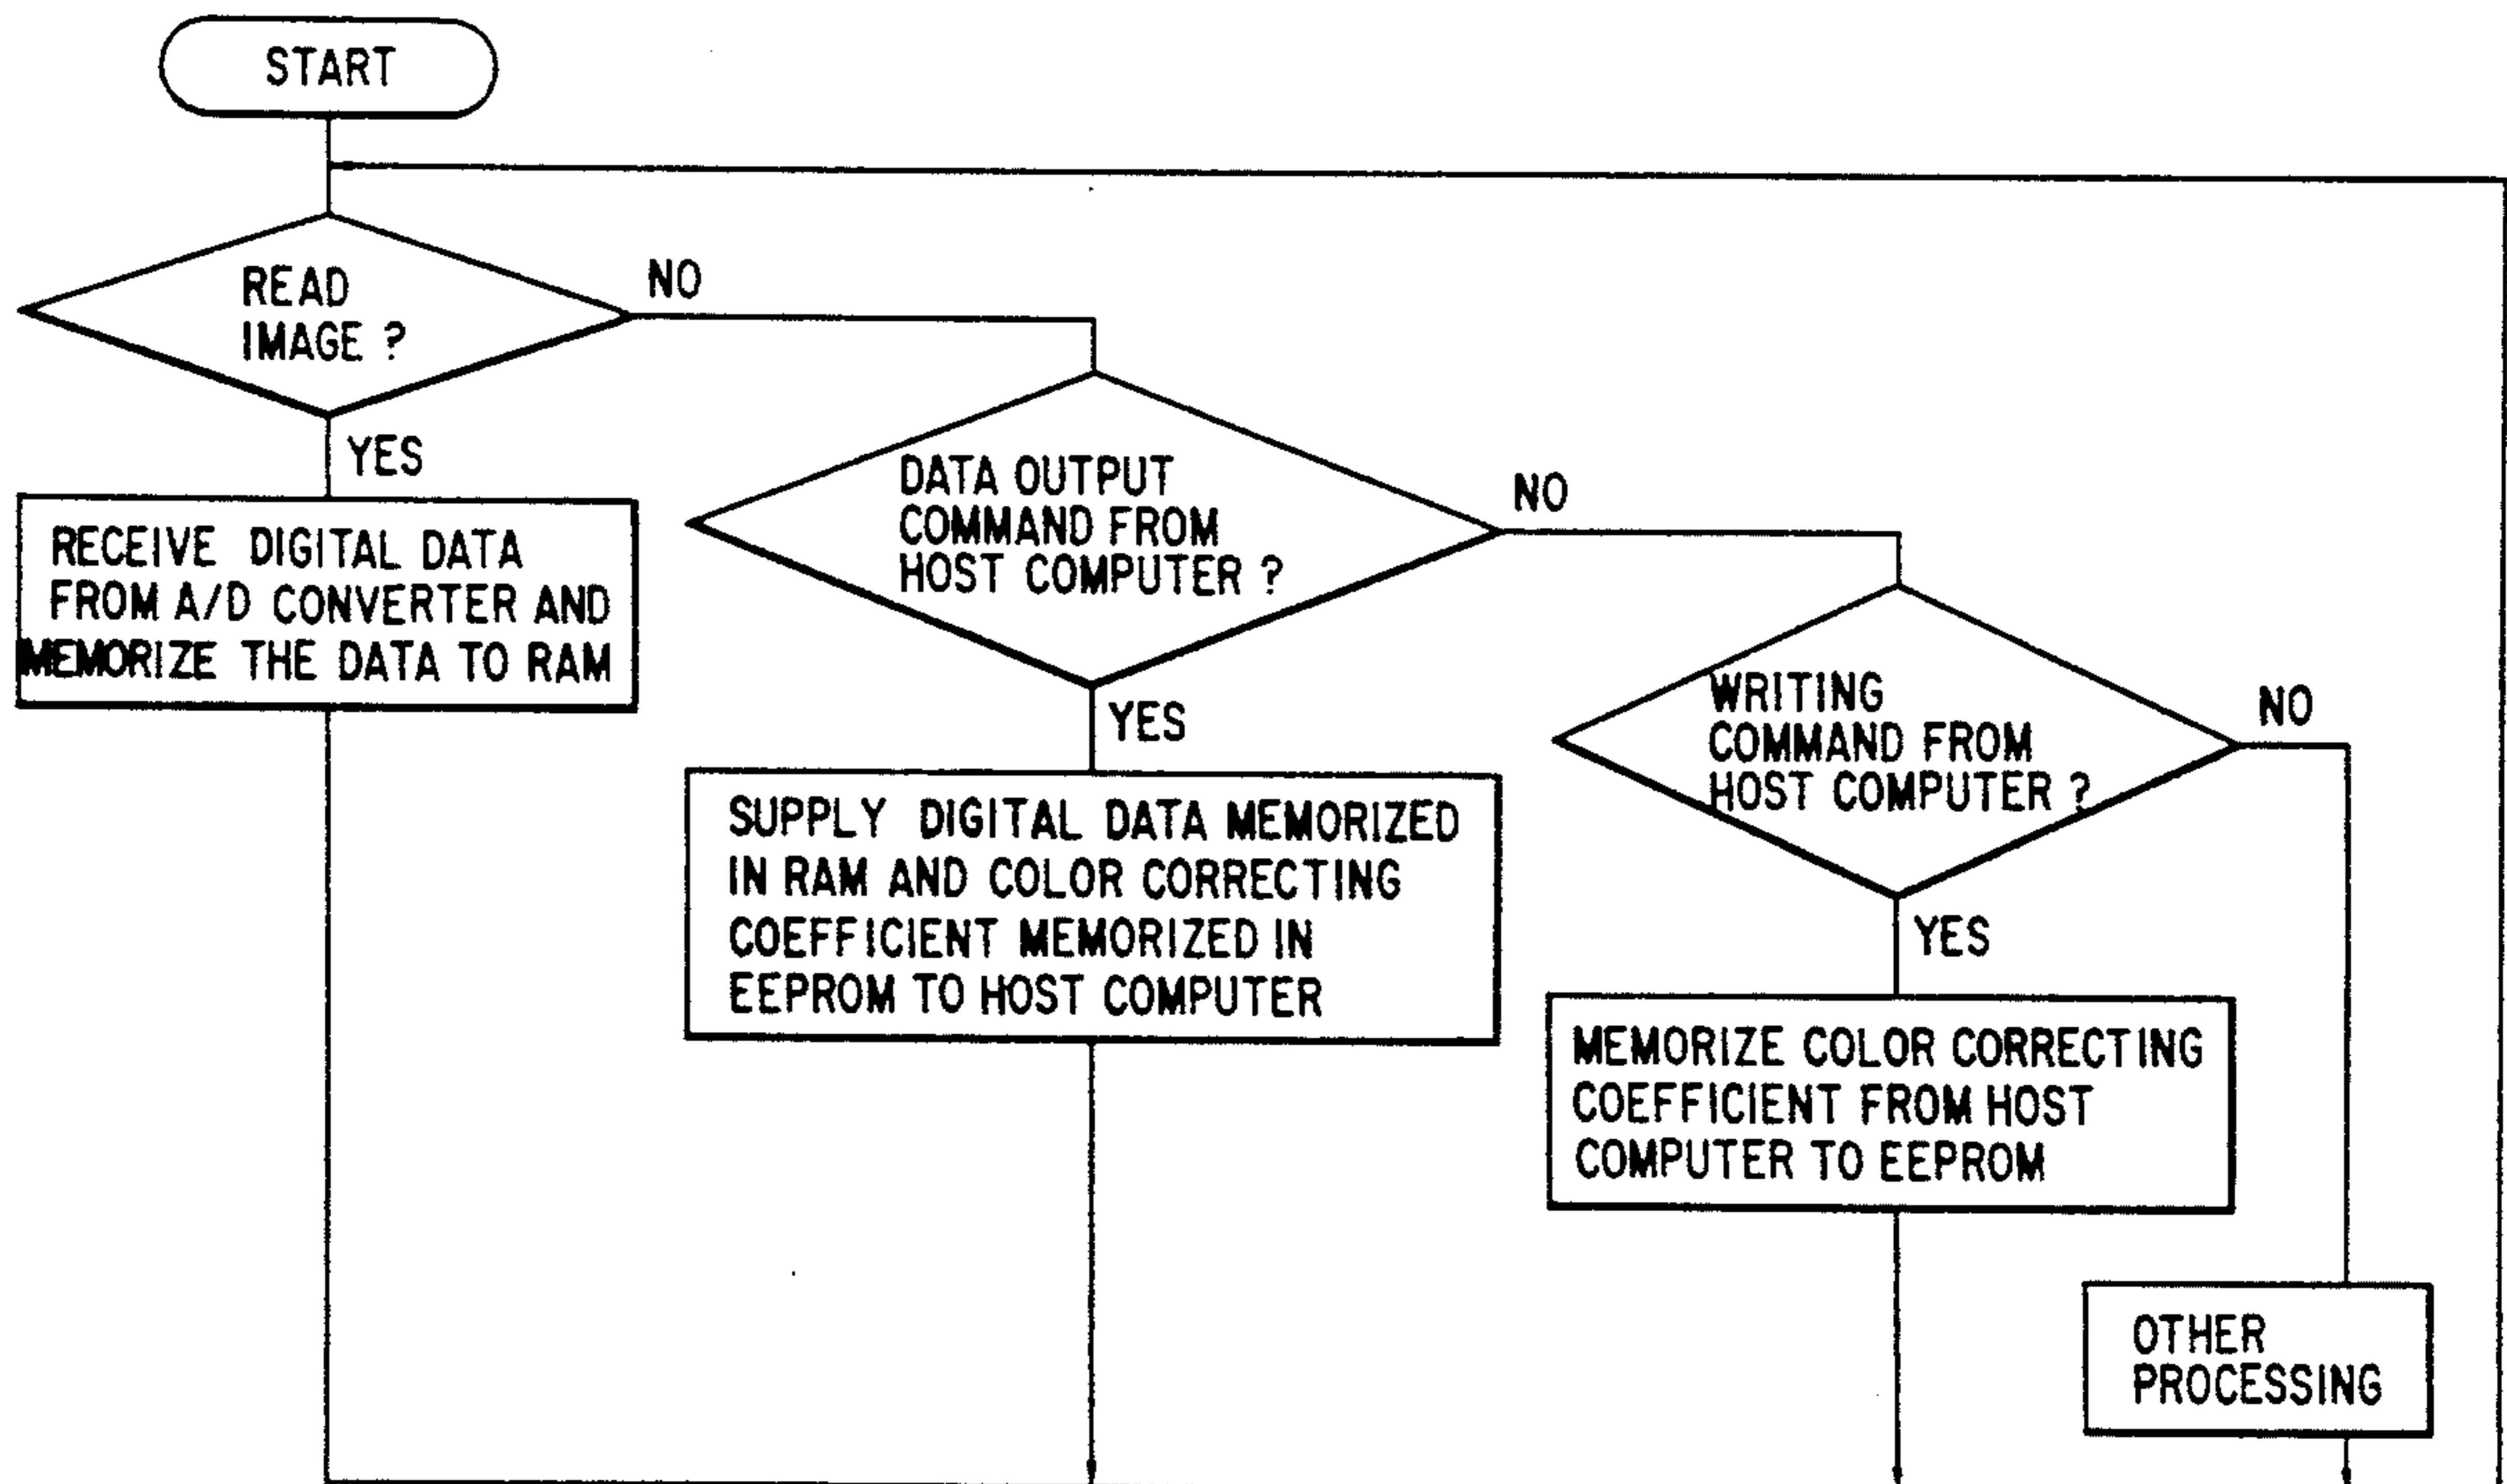 START
READ
IMAGE ?
NO
YES
RECEIVE DIGITAL DATA
FROM A/D CONVERTER AND
MEMORIZE THE DATA TO RAM
DATA OUTPUT
COMMAND FROM
HOST COMPUTER ?
NO
YES
SUPPLY DIGITAL DATA MEMORIZED
IN RAM AND COLOR CORRECTING
COEFFICIENT MEMORIZED IN
EEPROM TO HOST COMPUTER
WRITING
COMMAND FROM
HOST COMPUTER ?
NO
YES
MEMORIZE COLOR CORRECTING
COEFFICIENT FROM HOST
COMPUTER TO EEPROM
OTHER
PROCESSING